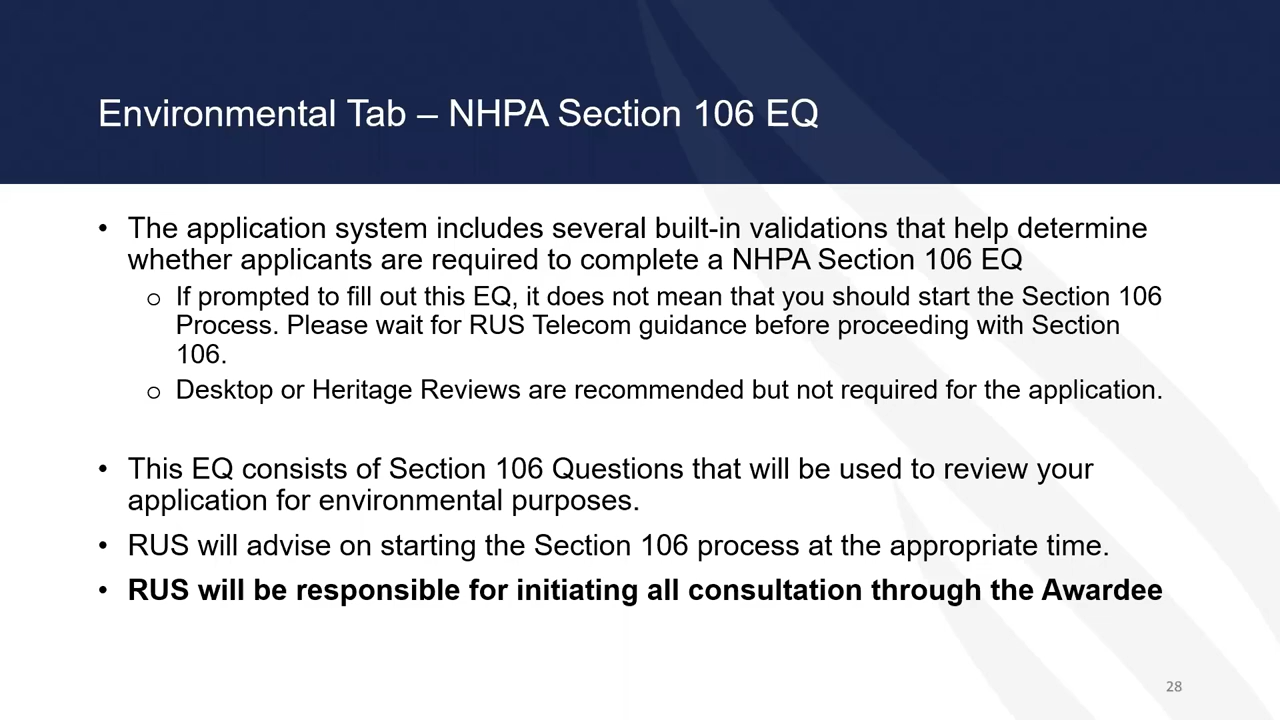 Environmental Tab – NHPA Section 106 EQ
• The application system includes several built-in validations that help determine
whether applicants are required to complete a NHPA Section 106 EQ
o If prompted to fill out this EQ, it does not mean that you should start the Section 106
Process. Please wait for RUS Telecom guidance before proceeding with Section
106.
o Desktop or Heritage Reviews are recommended but not required for the application.
• This EQ consists of Section 106 Questions that will be used to review your
application for environmental purposes.
• RUS will advise on starting the Section 106 process at the appropriate time.
• RUS will be responsible for initiating all consultation through the Awardee
28